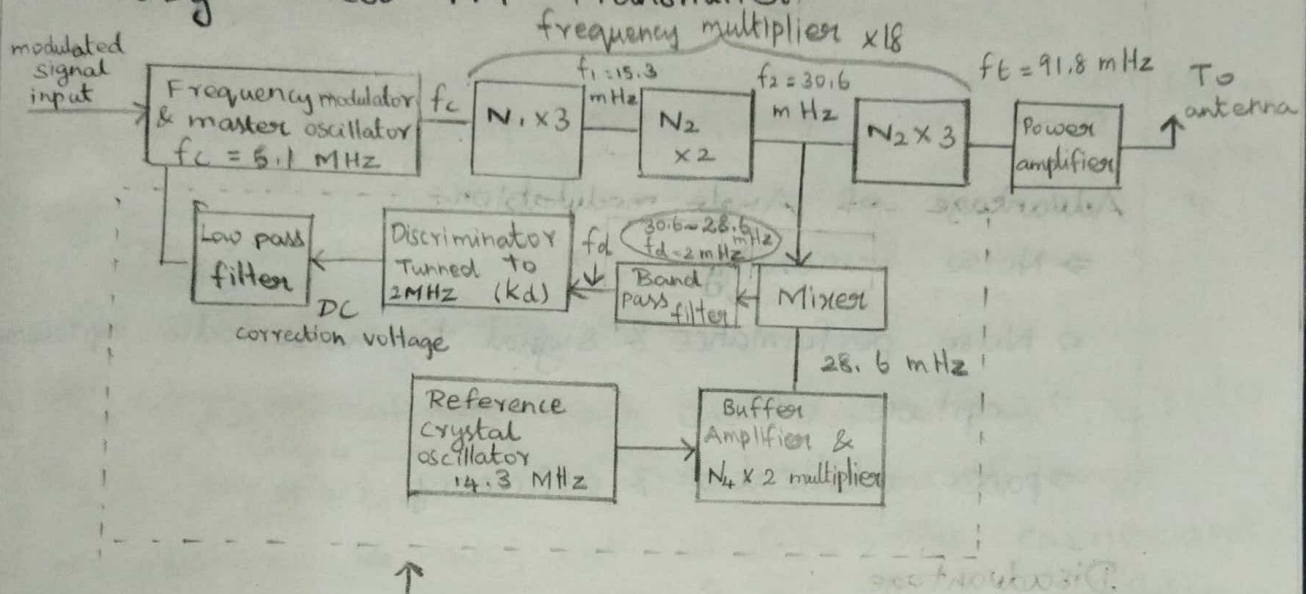 frequency multiplier x18
modulated
signal
input
Frequency modulator
& master oscillator
fc = 5.1 MHz
fc
N1 x 3
f1 = 15.3
mHz
N2
x 2
f2 = 30.6
m Hz
N2 x 3
ft = 91.8 mHz
Power
amplifier
To
antenna
Low pass
filter
DC
correction voltage
Discriminator
Tunned to
2MHz (kd)
fd
30.6 - 28.6
mHz
fd = 2 mHz
Band
pass filter
Mixer
28.6 mHz
Reference
crystal
oscillator
14.3 MHz
Buffer
Amplifier &
N4 x 2 multiplier